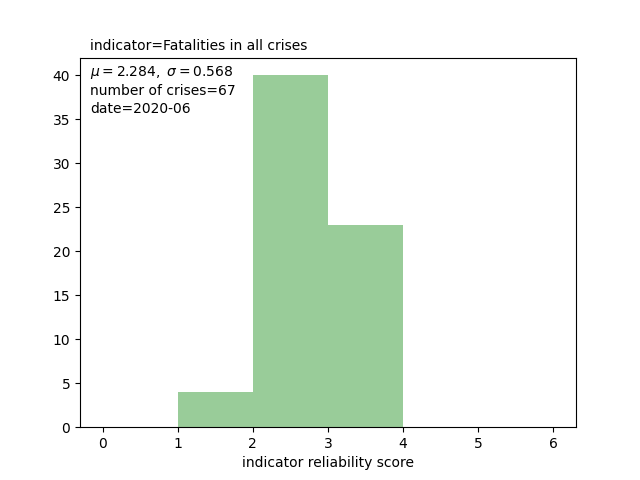 indicator=Fatalities in all crises
μ = 2.284, σ = 0.568
number of crises=67
date=2020-06
40
35
30
25
20
15
10
5
0
0 1 2 3 4 5 6
indicator reliability score